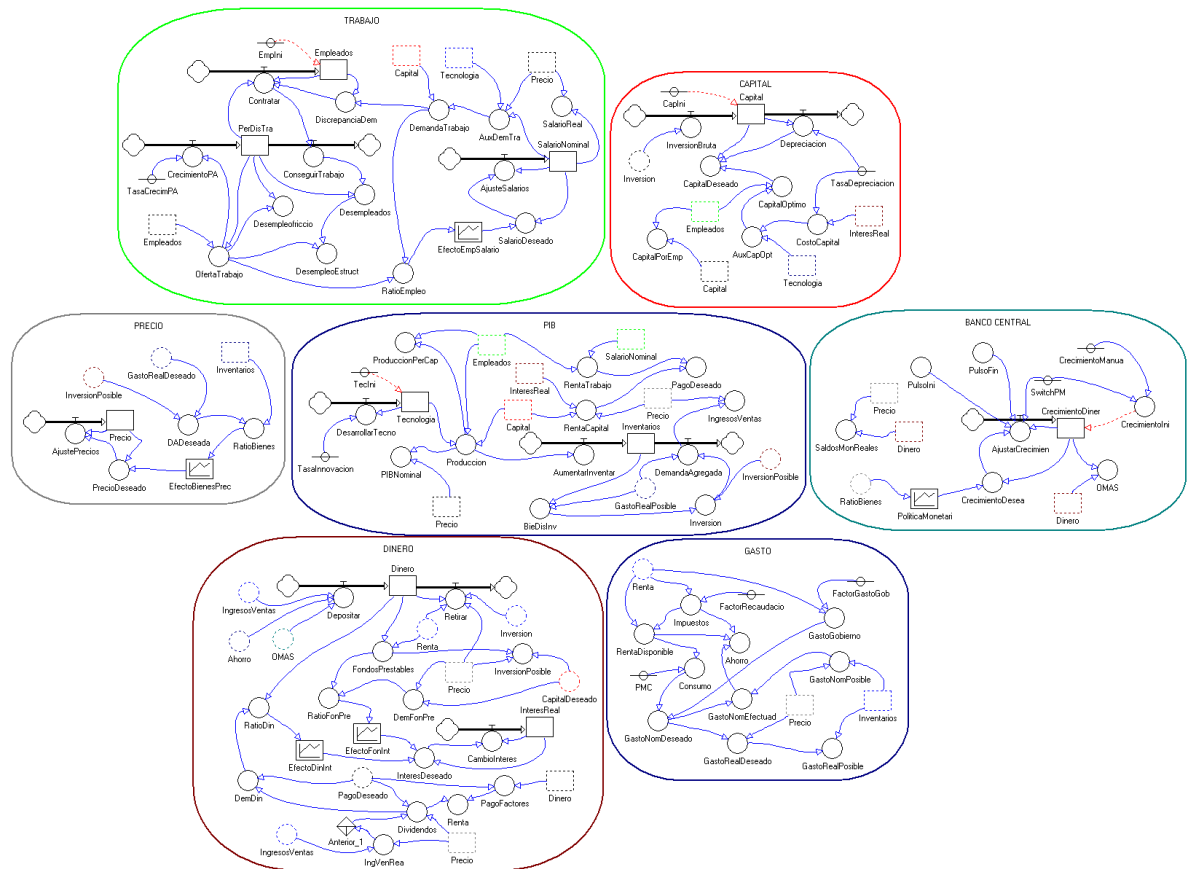 TRABAJO
EmpIni
Empleados
Capital
Tecnologia
Precio
Contratar
DiscrepanciaDem
DemandaTrabajo
AuxDemTra
SalarioReal
PerDisTra
SalarioNominal
CrecimientoPA
ConseguirTrabajo
AjusteSalarios
TasaCrecimPA
Desempleofriccio
Desempleados
Empleados
EfectoEmpSalario
SalarioDeseado
OfertaTrabajo
DesempleoEstruct
RatioEmpleo
CAPITAL
CapIni
Capital
InversionBruta
Depreciacion
Inversion
CapitalDeseado
CapitalOptimo
TasaDepreciacion
Empleados
InteresReal
CapitalPorEmp
AuxCapOpt
CostoCapital
Capital
Tecnologia
PRECIO
GastoRealDeseado
Inventarios
InversionPosible
Precio
DADeseada
RatioBienes
AjustePrecios
PrecioDeseado
EfectoBienesPrec
PIB
ProduccionPerCap
Empleados
SalarioNominal
TecIni
InteresReal
RentaTrabajo
PagoDeseado
Tecnologia
Capital
RentaCapital
Precio
IngresosVentas
DesarrollarTecno
Inventarios
TasaInnovacion
PIBNominal
Produccion
AumentarInventar
DemandaAgregada
InversionPosible
Precio
BieDisInv
GastoRealPosible
Inversion
BANCO CENTRAL
PulsoIni
PulsoFin
CrecimientoManua
SwitchPM
Precio
CrecimientoDiner
CrecimientoIni
SaldosMonReales
Dinero
AjustarCrecimien
RatioBienes
PoliticaMonetari
CrecimientoDesea
OMAS
Dinero
DINERO
Dinero
IngresosVentas
Depositar
Retirar
Inversion
Ahorro
OMAS
Renta
FondosPrestables
InversionPosible
Precio
CapitalDeseado
RatioDin
RatioFonPre
DemFonPre
InteresReal
EfectoDinInt
EfectoFonInt
InteresDeseado
CambioInteres
DemDin
PagoDeseado
PagoFactores
Dinero
Dividendos
Renta
Anterior_1
IngresosVentas
IngVenRea
Precio
GASTO
Renta
FactorRecaudacio
FactorGastoGob
Impuestos
GastoGobierno
RentaDisponible
Ahorro
PMC
Consumo
GastoNomPosible
GastoNomEfectuad
Precio
Inventarios
GastoNomDeseado
GastoRealDeseado
GastoRealPosible